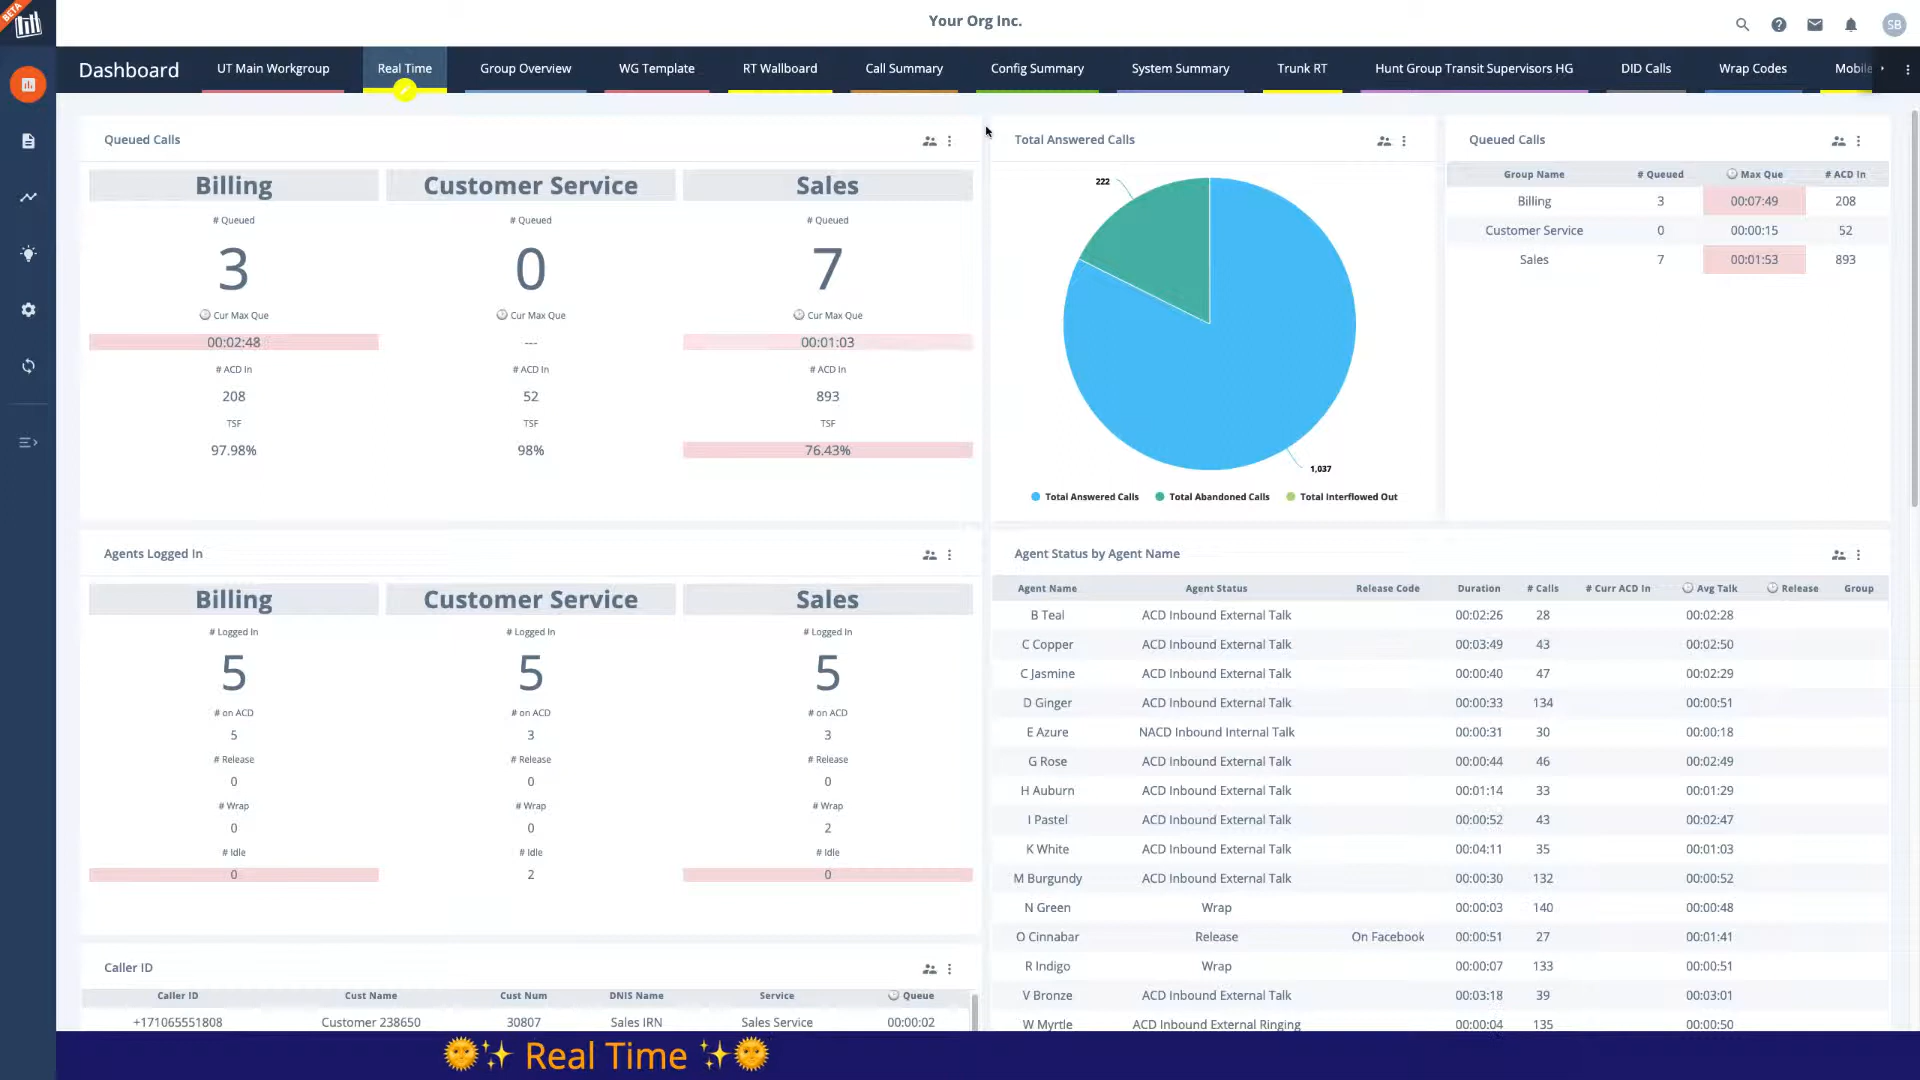 BETA
Your Org Inc.
SB
Dashboard
UT Main Workgroup
Real Time
Group Overview
WG Template
RT Wallboard
Call Summary
Config Summary
System Summary
Trunk RT
Hunt Group Transit Supervisors HG
DID Calls
Wrap Codes
Mobile
Queued Calls
Billing Customer Service Sales
# Queued # Queued # Queued
3 0 7
Cur Max Que Cur Max Que Cur Max Que
00:02:48 --- 00:01:03
# ACD In # ACD In # ACD In
208 52 893
TSF TSF TSF
97.98% 98% 76.43%
Total Answered Calls
222
1,037
Total Answered Calls Total Abandoned Calls Total Interflowed Out
Queued Calls
Group Name # Queued Max Que # ACD In
Billing 3 00:07:49 208
Customer Service 0 00:00:15 52
Sales 7 00:01:53 893
Agents Logged In
Billing Customer Service Sales
# Logged In # Logged In # Logged In
5 5 5
# on ACD # on ACD # on ACD
5 3 3
# Release # Release # Release
0 0 0
# Wrap # Wrap # Wrap
0 0 2
# Idle # Idle # Idle
0 2 0
Agent Status by Agent Name
Agent Name Agent Status Release Code Duration # Calls # Curr ACD In Avg Talk Release Group
B Teal ACD Inbound External Talk 00:02:26 28 00:02:28
C Copper ACD Inbound External Talk 00:03:49 43 00:02:50
C Jasmine ACD Inbound External Talk 00:00:40 47 00:02:29
D Ginger ACD Inbound External Talk 00:00:33 134 00:00:51
E Azure NACD Inbound Internal Talk 00:00:31 30 00:00:18
G Rose ACD Inbound External Talk 00:00:44 46 00:02:49
H Auburn ACD Inbound External Talk 00:01:14 33 00:01:29
I Pastel ACD Inbound External Talk 00:00:52 43 00:02:47
K White ACD Inbound External Talk 00:04:11 35 00:01:03
M Burgundy ACD Inbound External Talk 00:00:30 132 00:00:52
N Green Wrap 00:00:03 140 00:00:48
O Cinnabar Release On Facebook 00:00:51 27 00:01:41
R Indigo Wrap 00:00:07 133 00:00:51
V Bronze ACD Inbound External Talk 00:03:18 39 00:03:01
W Myrtle ACD Inbound External Ringing 00:00:04 135 00:00:50
Caller ID
Caller ID Cust Name Cust Num DNIS Name Service Queue
+171065551808 Customer 238650 30807 Sales IRN Sales Service 00:00:02
🌞✨ Real Time ✨🌞